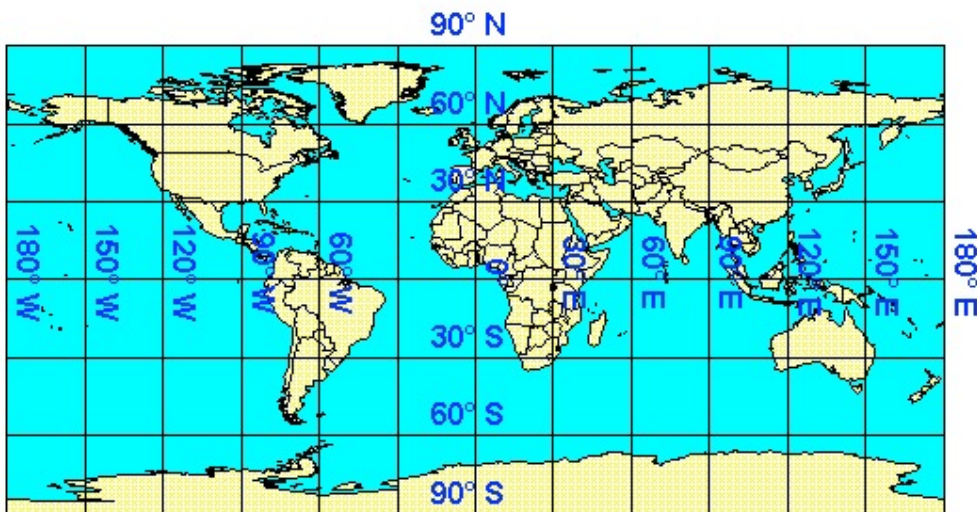 90° N
60° N
30° N
180° W
150° W
120° W
90° W
60° W
0°
30° E
60° E
90° E
120° E
150° E
180° E
30° S
60° S
90° S